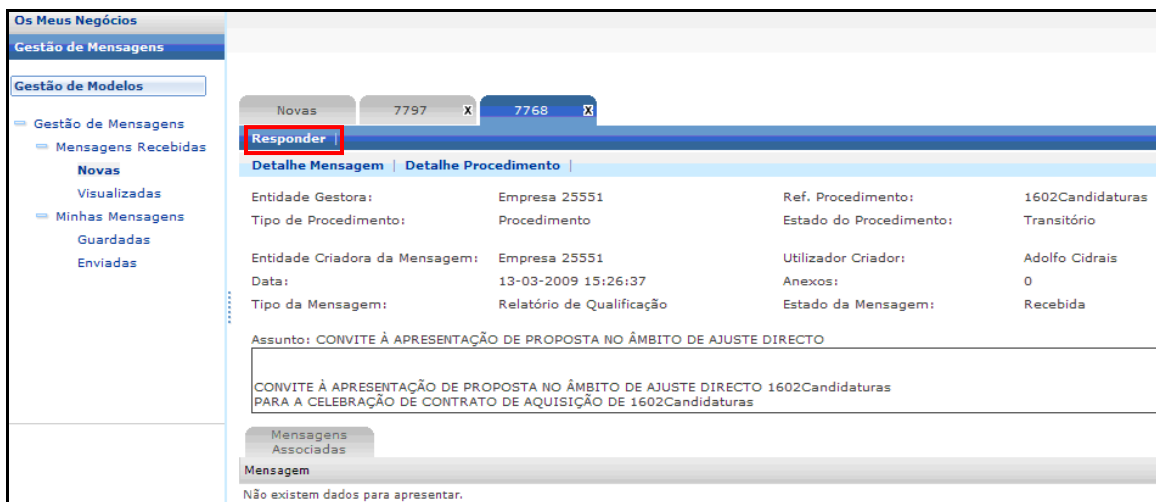 Os Meus Negócios
Gestão de Mensagens
Gestão de Modelos
Gestão de Mensagens
Mensagens Recebidas
Novas
Visualizadas
Minhas Mensagens
Guardadas
Enviadas
Novas 7797 X 7768 X
Responder |
Detalhe Mensagem | Detalhe Procedimento |
Entidade Gestora: Empresa 25551 Ref. Procedimento: 1602Candidaturas
Tipo de Procedimento: Procedimento Estado do Procedimento: Transitório
Entidade Criadora da Mensagem: Empresa 25551 Utilizador Criador: Adolfo Cidrais
Data: 13-03-2009 15:26:37 Anexos: 0
Tipo da Mensagem: Relatório de Qualificação Estado da Mensagem: Recebida
Assunto: CONVITE À APRESENTAÇÃO DE PROPOSTA NO ÂMBITO DE AJUSTE DIRECTO
CONVITE À APRESENTAÇÃO DE PROPOSTA NO ÂMBITO DE AJUSTE DIRECTO 1602Candidaturas
PARA A CELEBRAÇÃO DE CONTRATO DE AQUISIÇÃO DE 1602Candidaturas
Mensagens
Associadas
Mensagem
Não existem dados para apresentar.